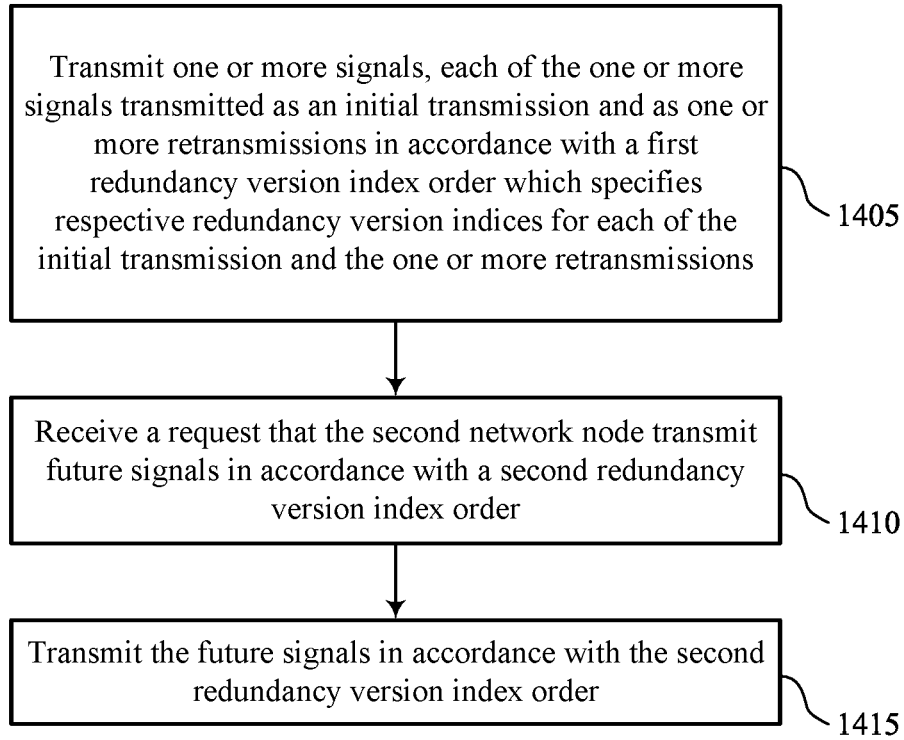 Transmit one or more signals, each of the one or more
signals transmitted as an initial transmission and as one or
more retransmissions in accordance with a first
redundancy version index order which specifies
respective redundancy version indices for each of the
initial transmission and the one or more retransmissions
1405
Receive a request that the second network node transmit
future signals in accordance with a second redundancy
version index order
1410
Transmit the future signals in accordance with the second
redundancy version index order
1415